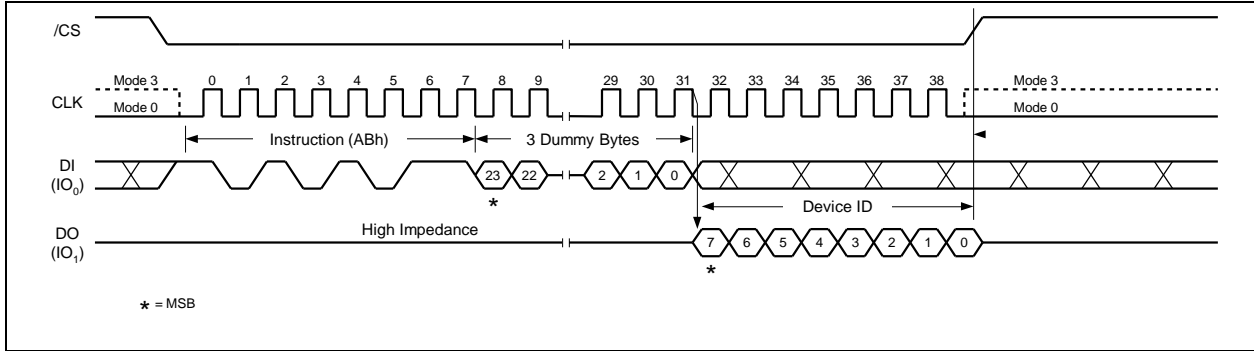 /CS
Mode 3 0 1 2 3 4 5 6 7 8 9 29 30 31 32 33 34 35 36 37 38 Mode 3
CLK Mode 0 Mode 0
Instruction (ABh) 3 Dummy Bytes
DI
(IO0) 23 22 2 1 0
*
Device ID
High Impedance
DO
(IO1) 7 6 5 4 3 2 1 0
*
* = MSB